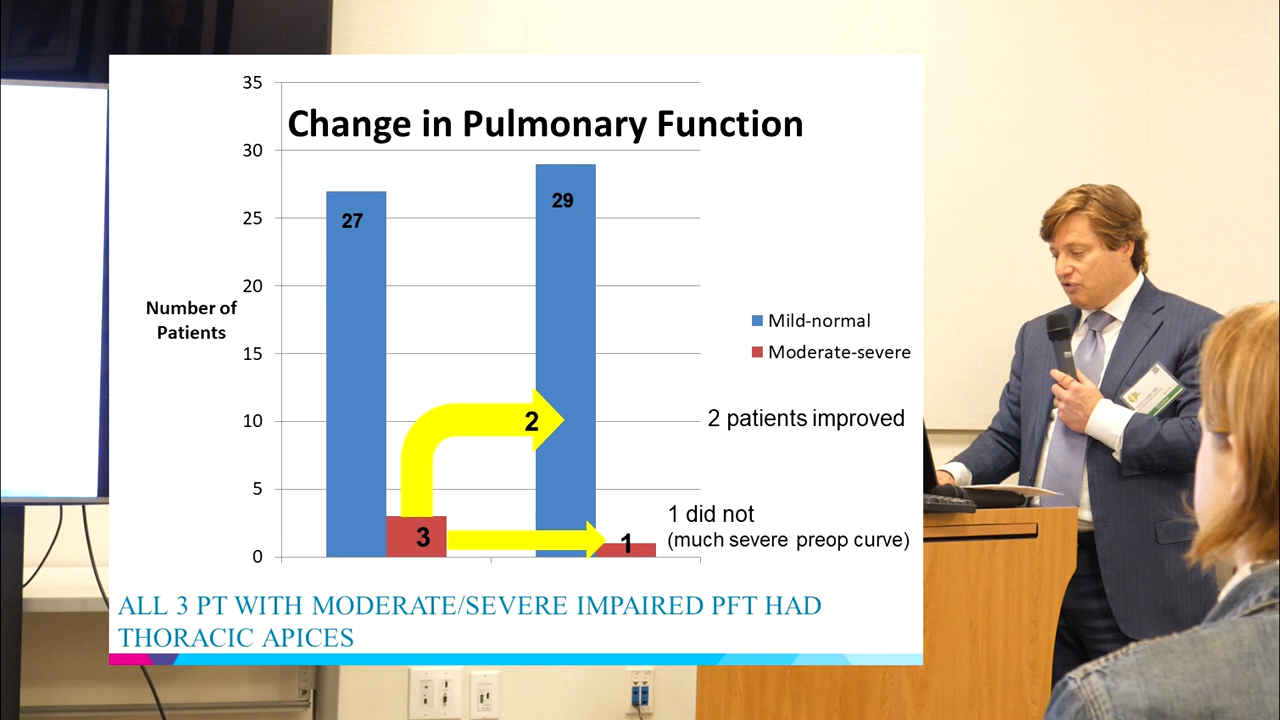 35
Change in Pulmonary Function
30
29
27
25
20
Number of
Patients
Mild-normal
15
Moderate-severe
10
2
2 patients improved
5
1 did not
(much severe preop curve)
3
1
0
ALL 3 PT WITH MODERATE/SEVERE IMPAIRED PFT HAD
THORACIC APICES